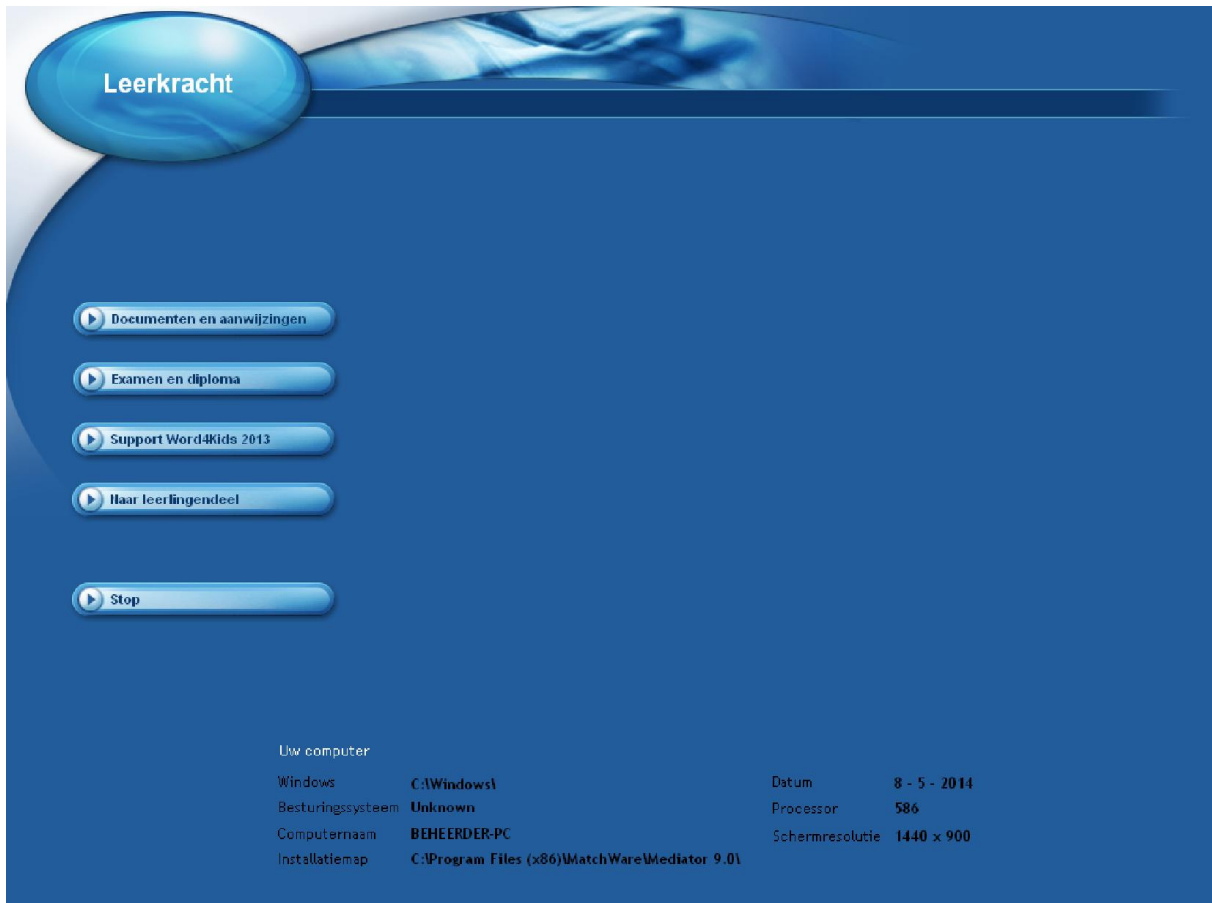 Leerkracht
Documenten en aanwijzingen
Examen en diploma
Support Word4Kids 2013
Naar leerlingendeel
Stop
Uw computer
Windows C:\Windows\ Datum 8 - 5 - 2014
Besturingssysteem Unknown Processor 586
Computernaam BEHEERDER-PC Schermresolutie 1440 x 900
Installatiemap C:\Program Files (x86)\MatchWare\Mediator 9.0\